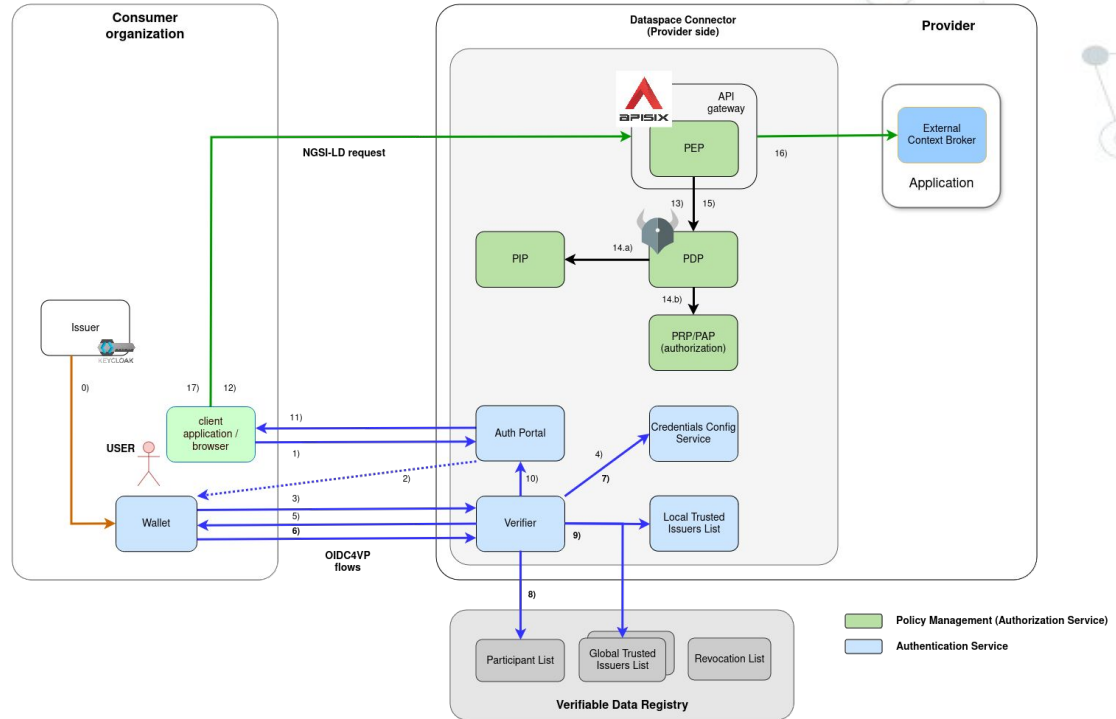 Consumer
organization
Dataspace Connector
(Provider side)
Provider
API
gateway
APISIX
PEP
NGSI-LD request
16)
External
Context Broker
Application
13)
15)
14.a)
PIP
PDP
14.b)
PRP/PAP
(authorization)
Issuer
KEYCLOAK
0)
17)
12)
client
application /
browser
USER
11)
1)
Auth Portal
Credentials Config
Service
2)
10)
4)
7)
3)
5)
6)
Wallet
Verifier
9)
Local Trusted
Issuers List
OIDC4VP
flows
8)
Participant List
Global Trusted
Issuers List
Revocation List
Verifiable Data Registry
Policy Management (Authorization Service)
Authentication Service